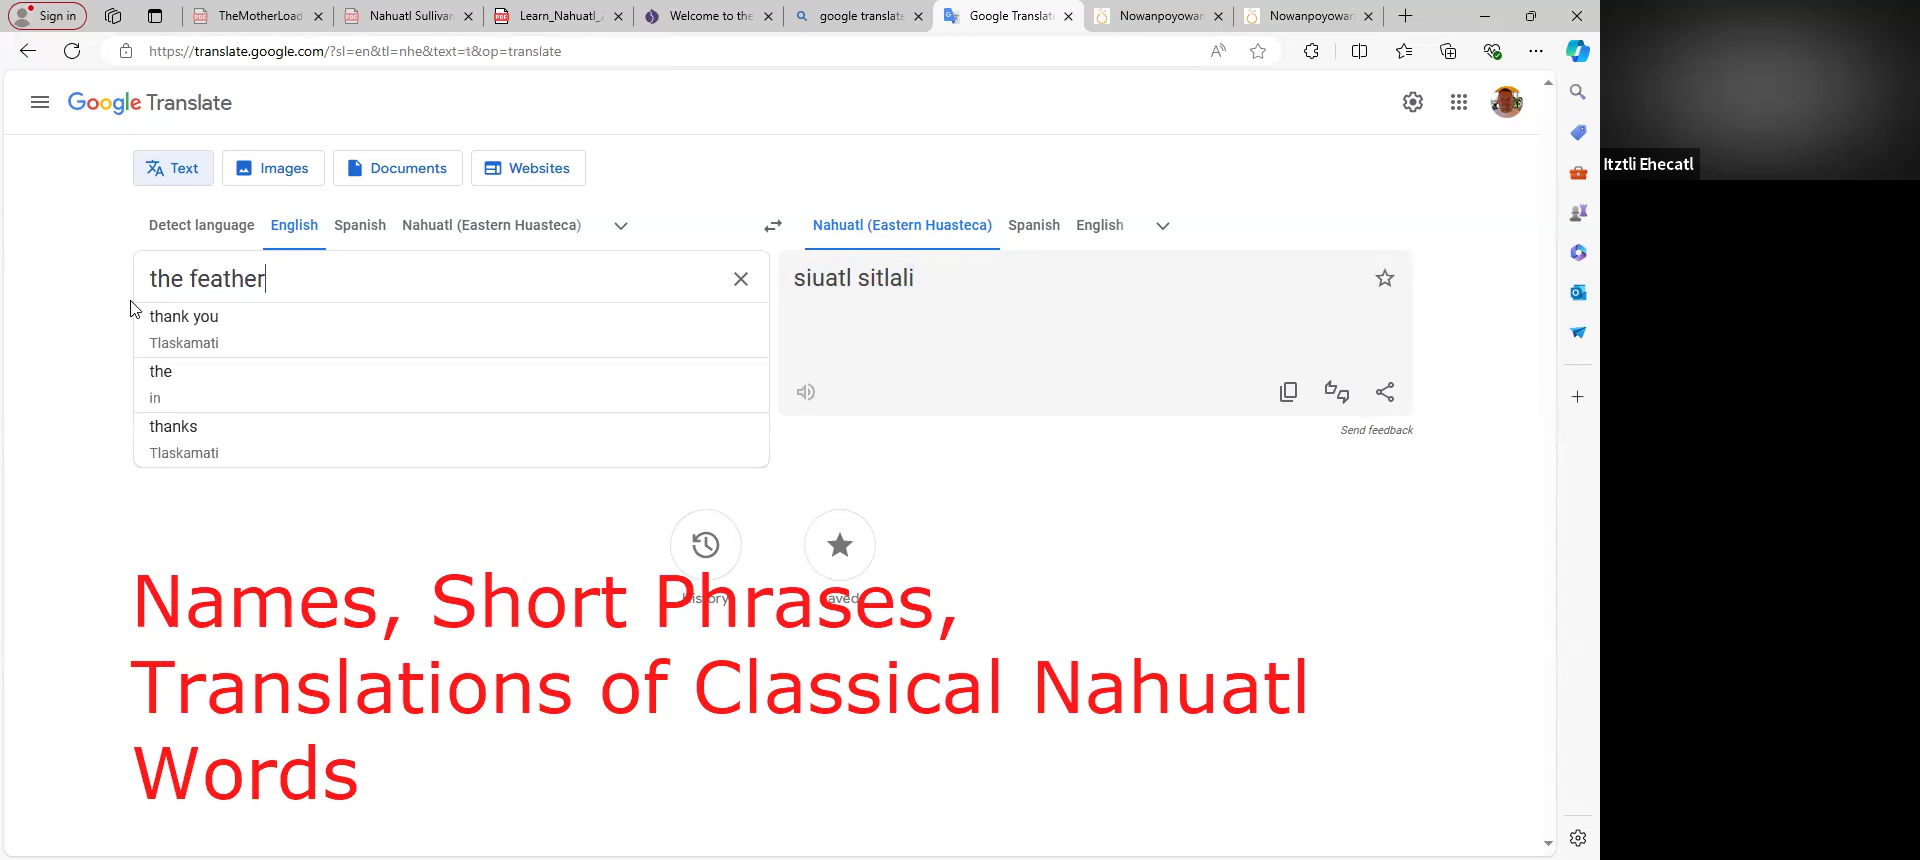 Sign in
TheMotherLoad
Nahuatl Sullivan
Learn_Nahuatl_
Welcome to the
google translate
Google Translate
Nowanpoyowan
Nowanpoyowan
https://translate.google.com/?sl=en&tl=nhe&text=t&op=translate
Google Translate
Text
Images
Documents
Websites
Detect language English Spanish Nahuatl (Eastern Huasteca)
Nahuatl (Eastern Huasteca) Spanish English
the feather
siuatl sitlali
thank you
Tlaskamati
the
in
thanks
Tlaskamati
Send feedback
History
Saved
Names, Short Phrases,
Translations of Classical Nahuatl
Words
Itztli Ehecatl